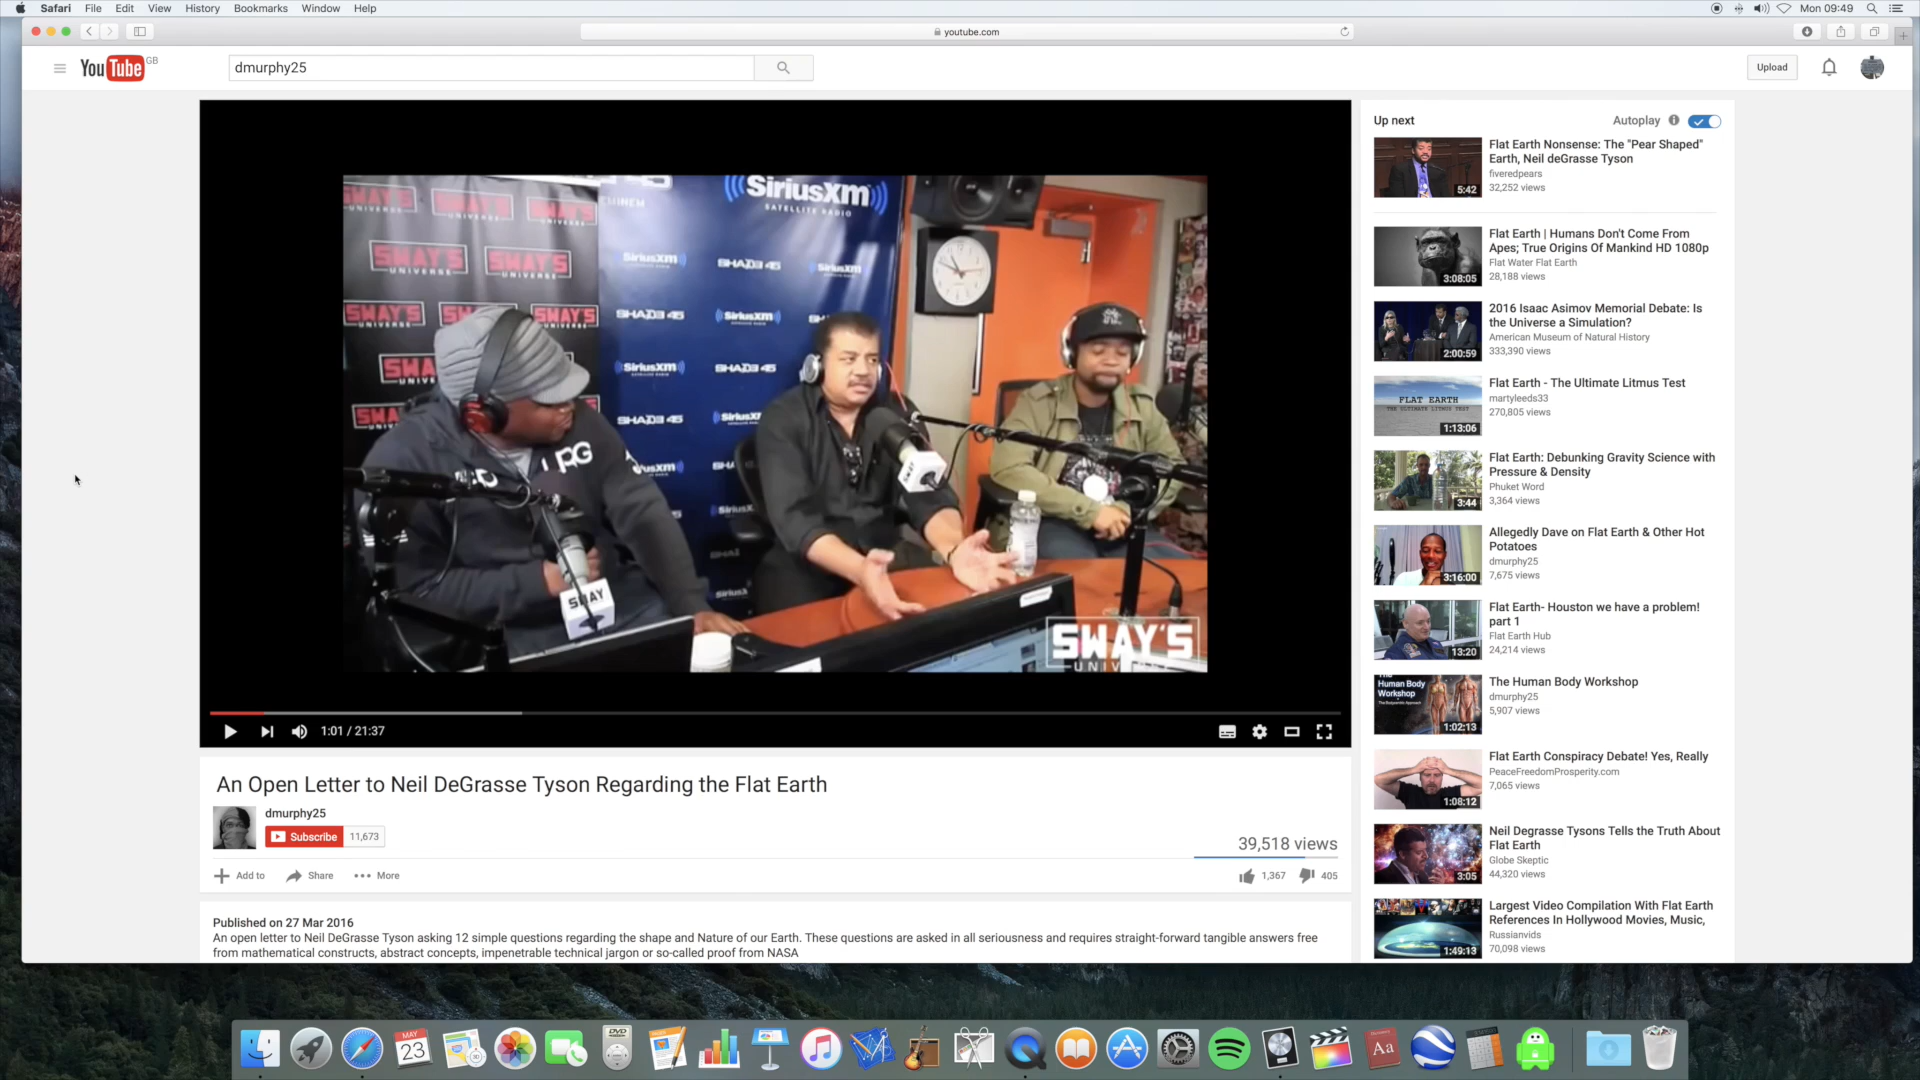 Safari File Edit View History Bookmarks Window Help
Mon 09:49
youtube.com
YouTube GB
dmurphy25
Upload
SiriusXM
SATELLITE RADIO
SWAY'S
UNIVERSE
SHADE 45
SWAY
SWAY'S
1:01 / 21:37
An Open Letter to Neil DeGrasse Tyson Regarding the Flat Earth
dmurphy25
Subscribe 11,673
39,518 views
Add to Share More
1,367 405
Published on 27 Mar 2016
An open letter to Neil DeGrasse Tyson asking 12 simple questions regarding the shape and Nature of our Earth. These questions are asked in all seriousness and requires straight-forward tangible answers free
from mathematical constructs, abstract concepts, impenetrable technical jargon or so-called proof from NASA
Up next
Autoplay
Flat Earth Nonsense: The "Pear Shaped"
Earth, Neil deGrasse Tyson
fiveredpears
32,252 views
5:42
Flat Earth | Humans Don't Come From
Apes; True Origins Of Mankind HD 1080p
Flat Water Flat Earth
28,188 views
3:08:05
2016 Isaac Asimov Memorial Debate: Is
the Universe a Simulation?
American Museum of Natural History
333,390 views
2:00:59
Flat Earth - The Ultimate Litmus Test
martyleeds33
270,805 views
FLAT EARTH
THE ULTIMATE LITMUS TEST
1:13:06
Flat Earth: Debunking Gravity Science with
Pressure & Density
Phuket Word
3,364 views
3:44
Allegedly Dave on Flat Earth & Other Hot
Potatoes
dmurphy25
7,675 views
3:16:00
Flat Earth- Houston we have a problem!
part 1
Flat Earth Hub
24,214 views
13:20
The Human Body Workshop
dmurphy25
5,907 views
Human Body
Workshop
1:02:13
Flat Earth Conspiracy Debate! Yes, Really
PeaceFreedomProsperity.com
7,065 views
1:08:12
Neil Degrasse Tysons Tells the Truth About
Flat Earth
Globe Skeptic
44,320 views
3:05
Largest Video Compilation With Flat Earth
References In Hollywood Movies, Music,
Russianvids
70,098 views
1:49:13
MAY
23
DVD
Aa